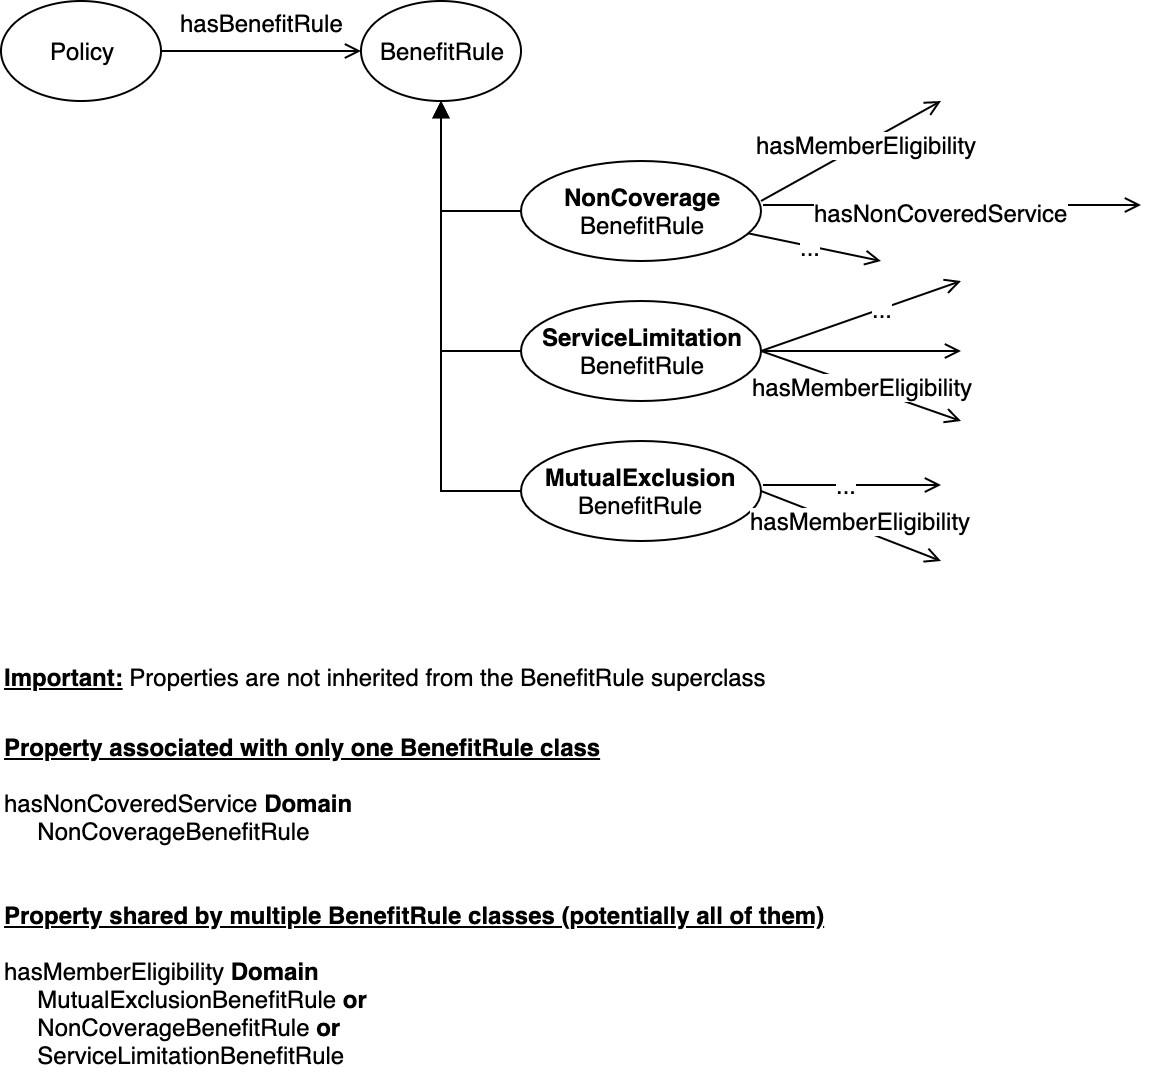 hasBenefitRule
Policy
BenefitRule
hasMemberEligibility
NonCoverage
BenefitRule
hasNonCoveredService
...
...
ServiceLimitation
BenefitRule
hasMemberEligibility
MutualExclusion
BenefitRule
...
hasMemberEligibility
Important: Properties are not inherited from the BenefitRule superclass
Property associated with only one BenefitRule class
hasNonCoveredService Domain
NonCoverageBenefitRule
Property shared by multiple BenefitRule classes (potentially all of them)
hasMemberEligibility Domain
MutualExclusionBenefitRule or
NonCoverageBenefitRule or
ServiceLimitationBenefitRule